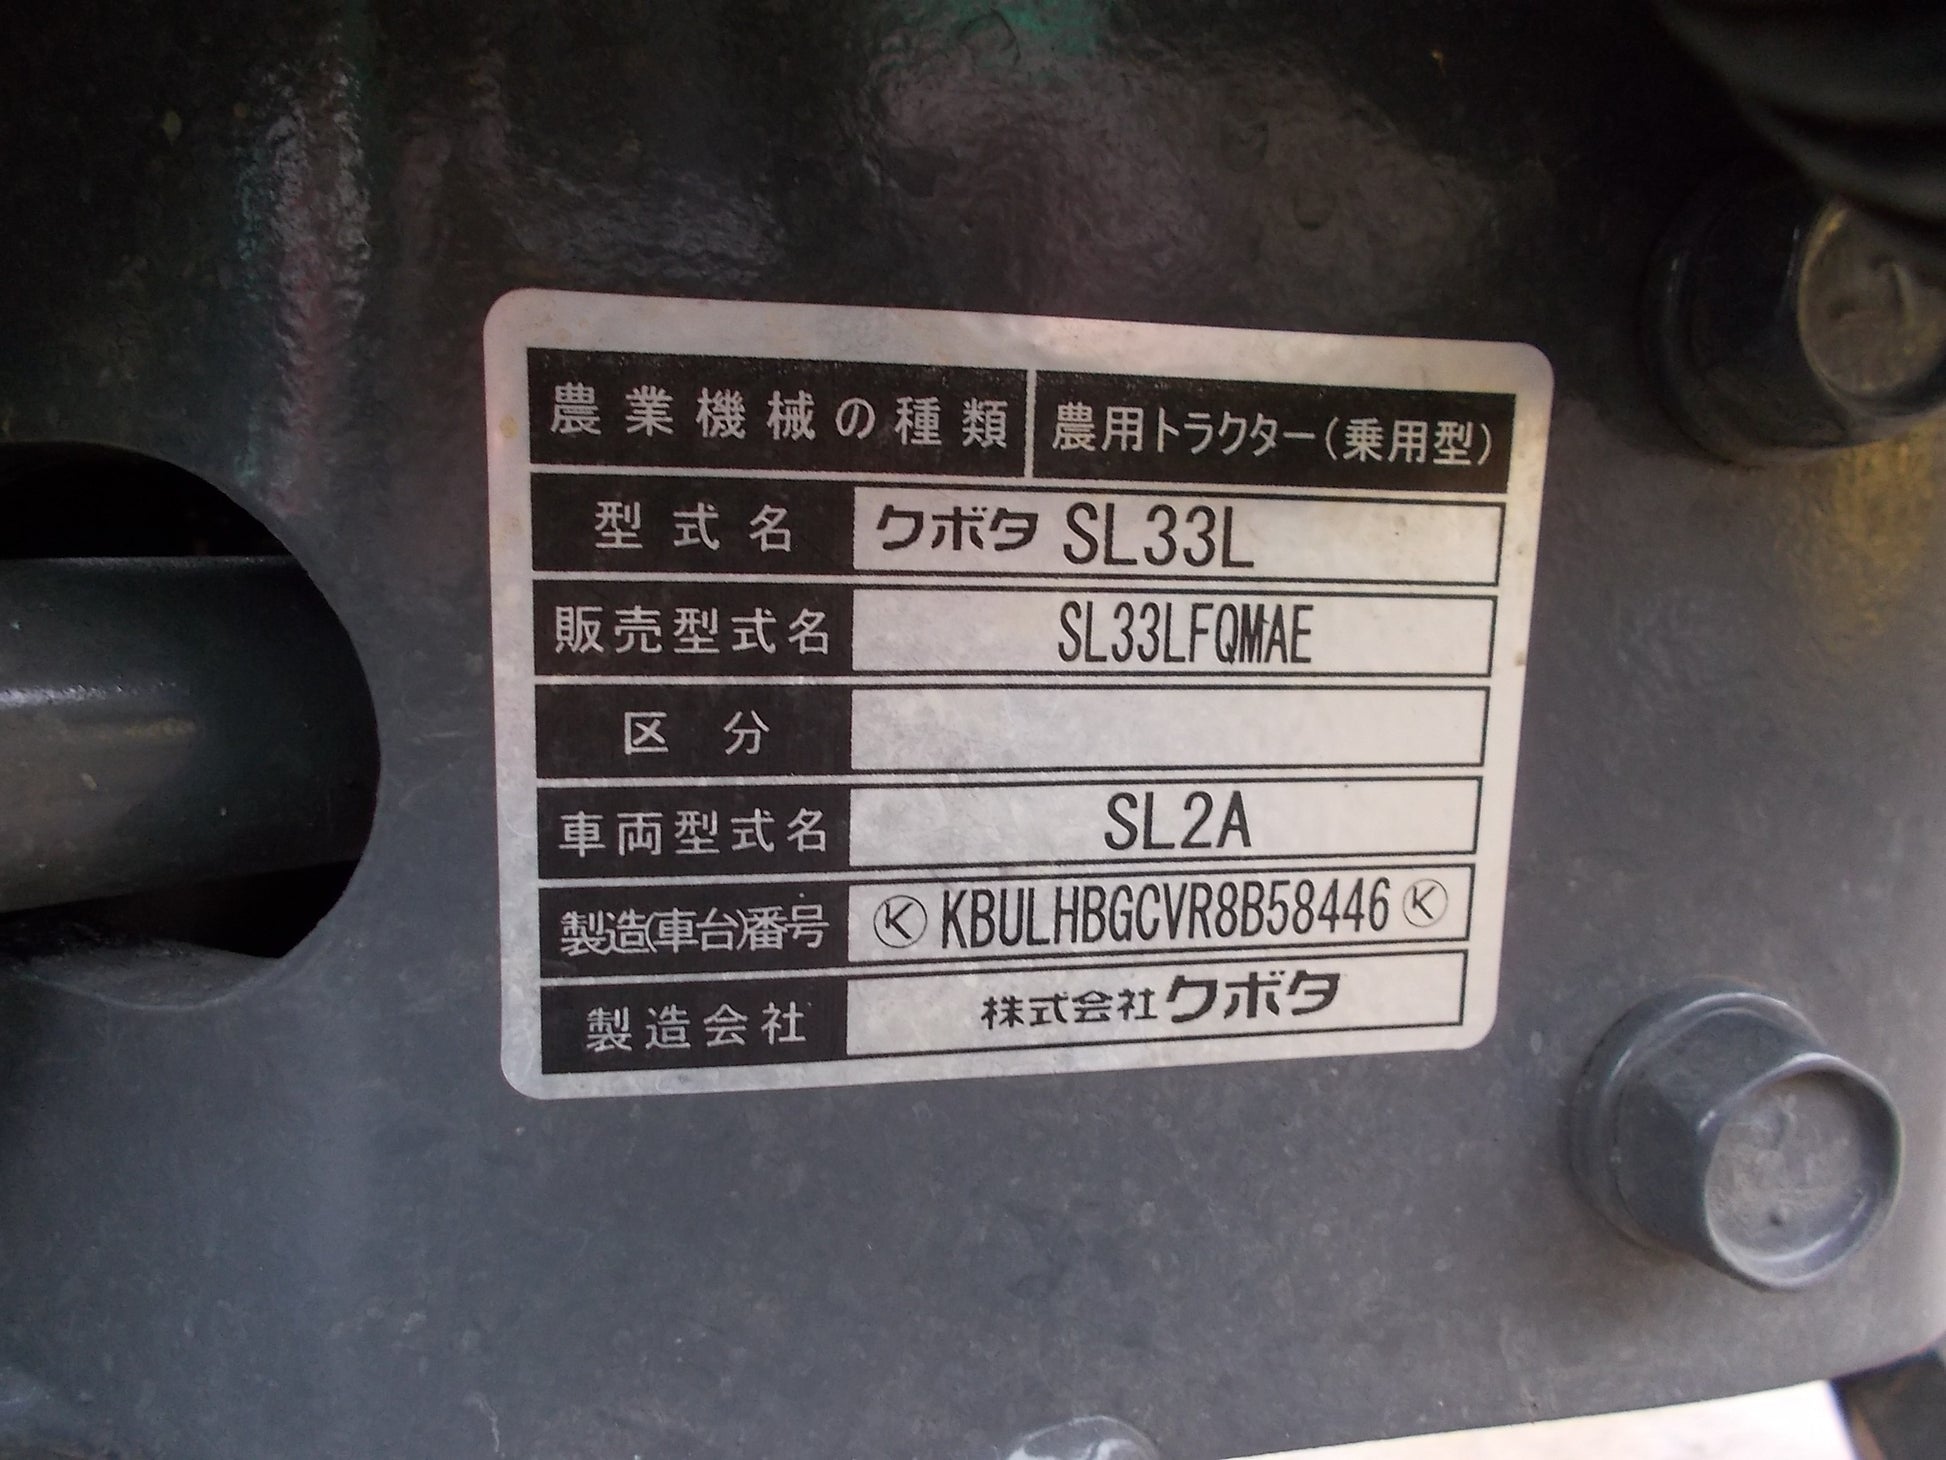 農業機械の種類 農用トラクター(乗用型)
型式名 クボタ SL33L
販売型式名 SL33LFQMAE
区分
車両型式名 SL2A
製造(車台)番号 Ⓚ KBULHBGCVR8B58446 Ⓚ
製造会社 株式会社クボタ